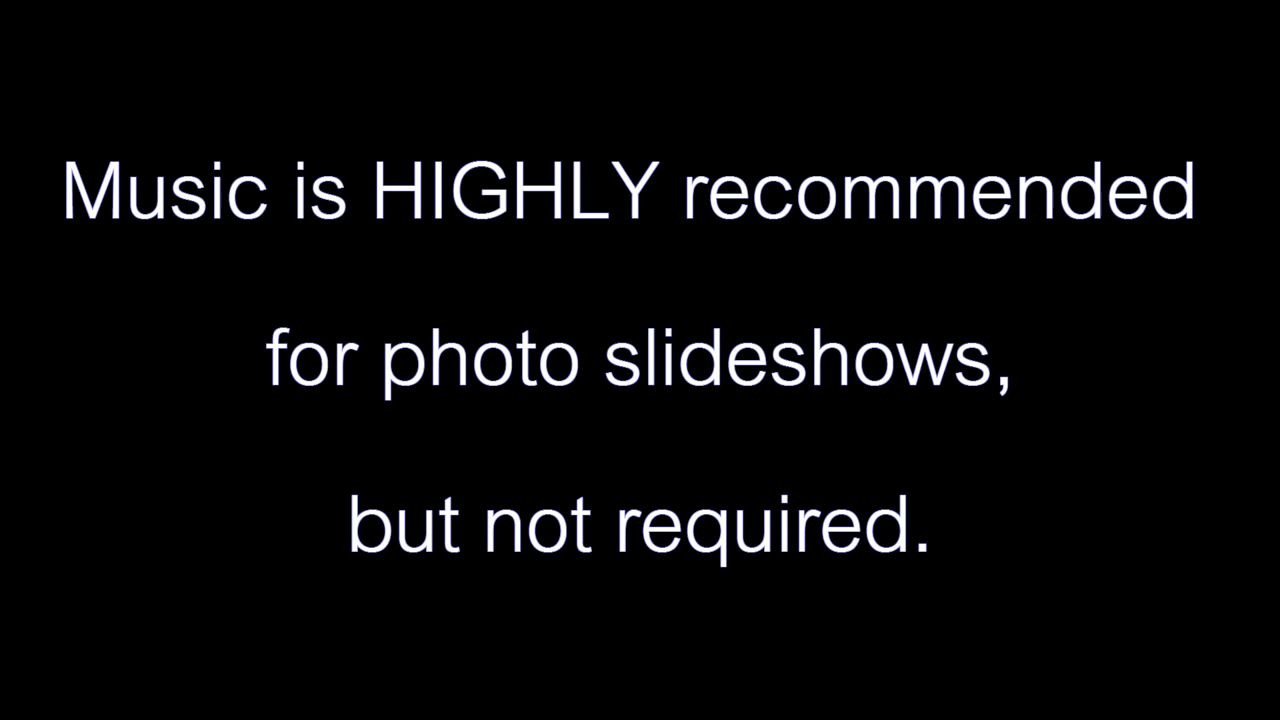 Music is HIGHLY recommended
for photo slideshows,
but not required.